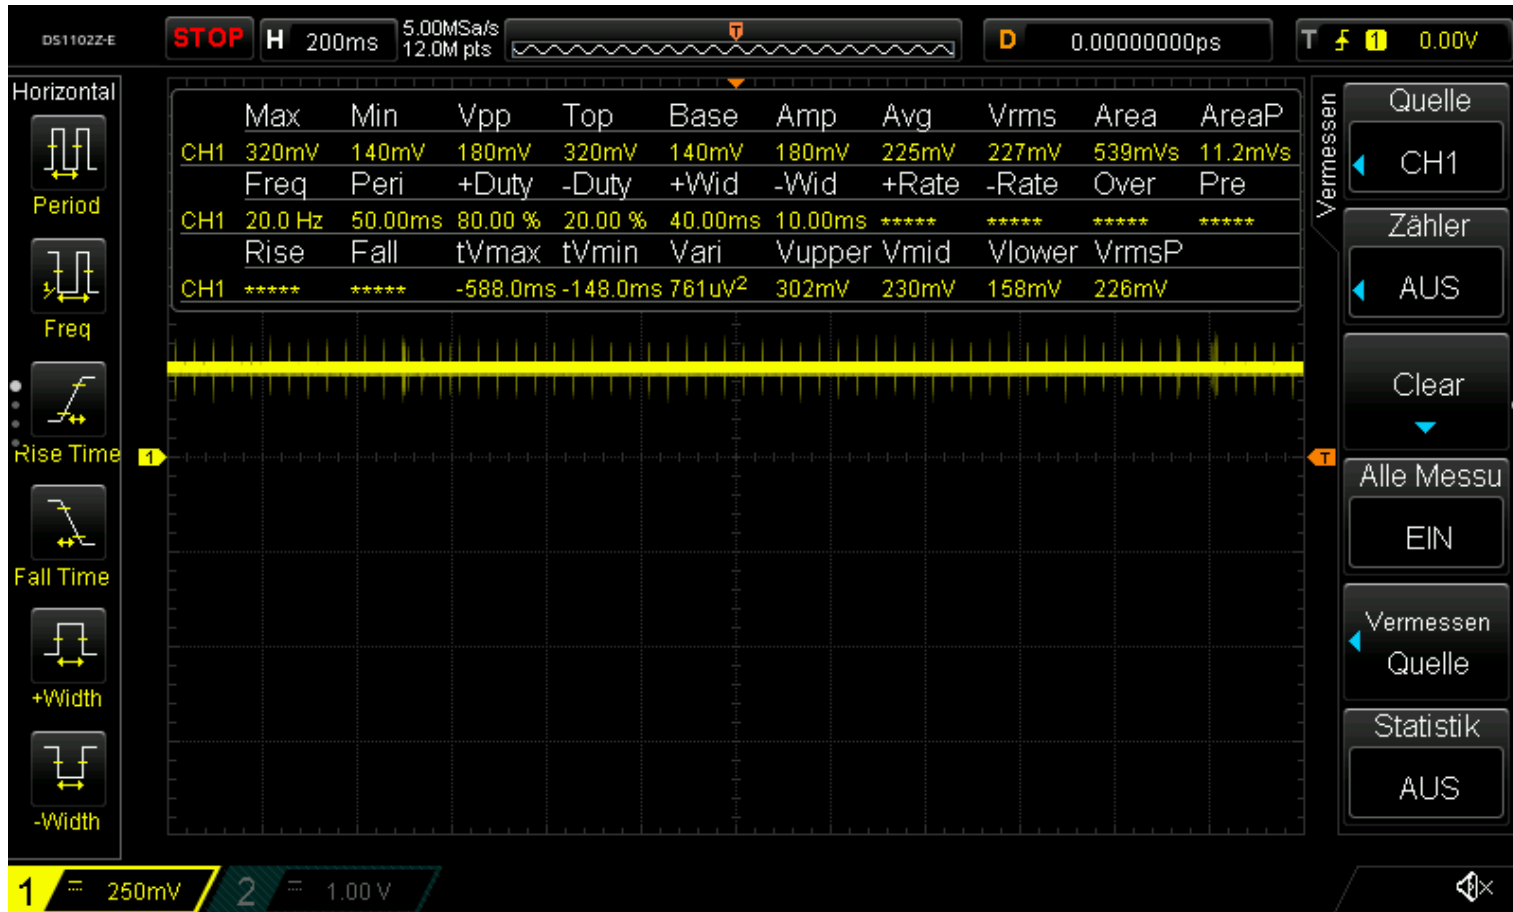 DS1102Z-E STOP H 200ms 5.00MSa/s 12.0M pts T D 0.00000000ps T 1 0.00V
Horizontal
Period
1/
Freq
Rise Time
Fall Time
+Width
-Width
Max Min Vpp Top Base Amp Avg Vrms Area AreaP
CH1 320mV 140mV 180mV 320mV 140mV 180mV 225mV 227mV 539mVs 11.2mVs
Freq Peri +Duty -Duty +Wid -Wid +Rate -Rate Over Pre
CH1 20.0 Hz 50.00ms 80.00 % 20.00 % 40.00ms 10.00ms ***** ***** ***** *****
Rise Fall tVmax tVmin Vari Vupper Vmid Vlower VrmsP
CH1 ***** ***** -588.0ms -148.0ms 761uV² 302mV 230mV 158mV 226mV
1
T
Vermessen
Quelle
CH1
Zähler
AUS
Clear
Alle Messu
EIN
Vermessen
Quelle
Statistik
AUS
1 250mV 2 1.00 V